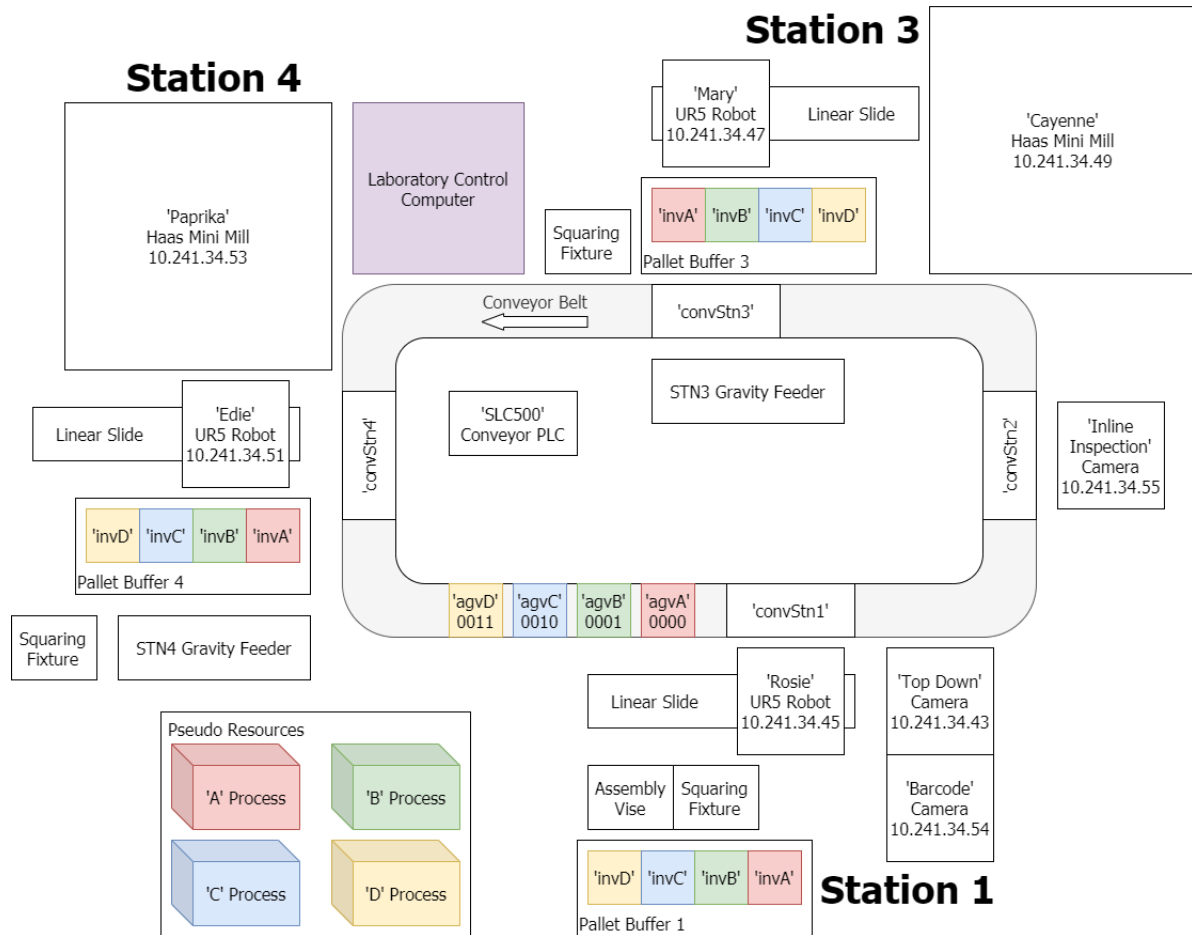 Station 3
Station 4
'Mary'
UR5 Robot
10.241.34.47
Linear Slide
'Cayenne'
Haas Mini Mill
10.241.34.49
Laboratory Control
Computer
'Paprika'
Haas Mini Mill
10.241.34.53
'invA'
'invB'
'invC'
'invD'
Pallet Buffer 3
Squaring
Fixture
Conveyor Belt
'convStn3'
STN3 Gravity Feeder
'SLC500'
Conveyor PLC
Linear Slide
'Edie'
UR5 Robot
10.241.34.51
'convStn4'
'convStn2'
'Inline
Inspection'
Camera
10.241.34.55
'invD'
'invC'
'invB'
'invA'
Pallet Buffer 4
'agvD'
0011
'agvC'
0010
'agvB'
0001
'agvA'
0000
'convStn1'
Squaring
Fixture
STN4 Gravity Feeder
Linear Slide
'Rosie'
UR5 Robot
10.241.34.45
'Top Down'
Camera
10.241.34.43
Pseudo Resources
'A' Process
'B' Process
'C' Process
'D' Process
Assembly
Vise
Squaring
Fixture
'Barcode'
Camera
10.241.34.54
'invD'
'invC'
'invB'
'invA'
Pallet Buffer 1
Station 1